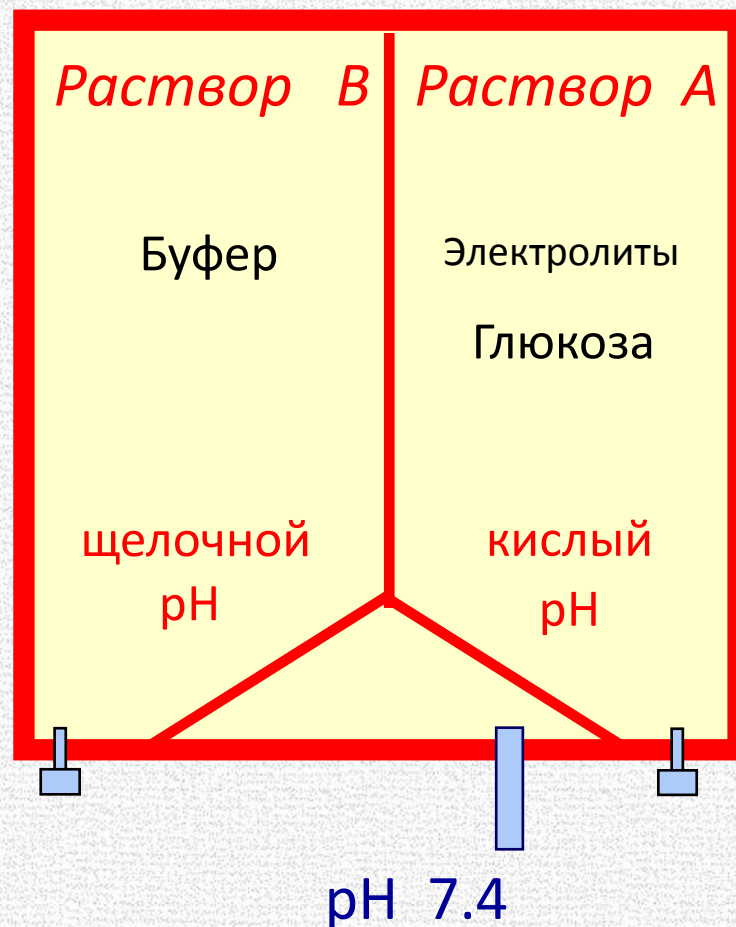 Раствор В
Буфер
щелочной
рН
Раствор А
Электролиты
Глюкоза
кислый
рН
рН 7.4